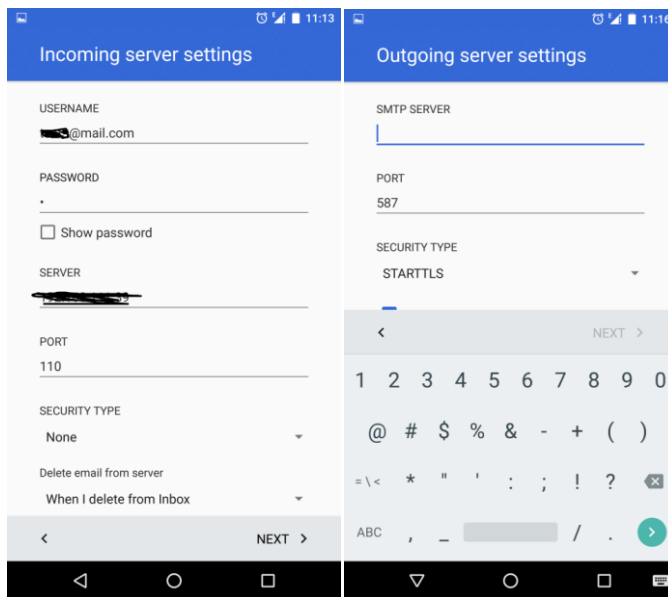 11:13
Incoming server settings
USERNAME
@mail.com
PASSWORD
Show password
SERVER
PORT
110
SECURITY TYPE
None
Delete email from server
When I delete from Inbox
NEXT
11:16
Outgoing server settings
SMTP SERVER
PORT
587
SECURITY TYPE
STARTTLS
NEXT
1 2 3 4 5 6 7 8 9 0
@ # $ % & - + ( )
= \ < * " ' : ; ! ?
ABC , _ / .